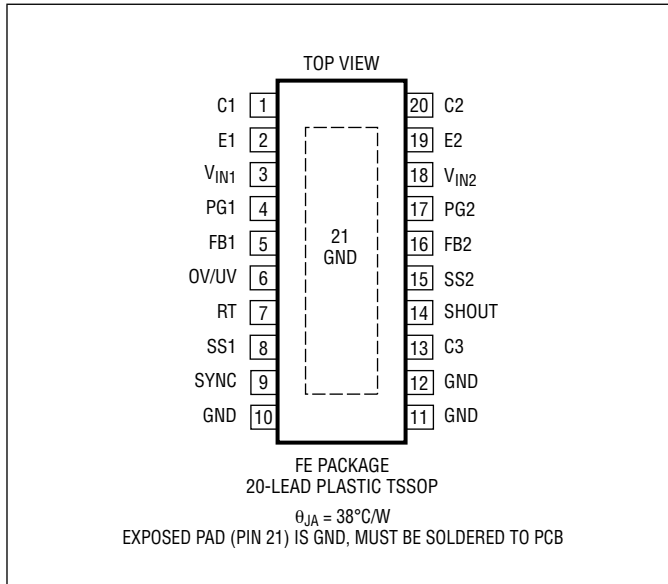 TOP VIEW
C1 1 20 C2
E1 2 19 E2
VIN1 3 18 VIN2
PG1 4 17 PG2
FB1 5 16 FB2
21
GND
OV/UV 6 15 SS2
RT 7 14 SHOUT
SS1 8 13 C3
SYNC 9 12 GND
GND 10 11 GND
FE PACKAGE
20-LEAD PLASTIC TSSOP
θJA = 38°C/W
EXPOSED PAD (PIN 21) IS GND, MUST BE SOLDERED TO PCB